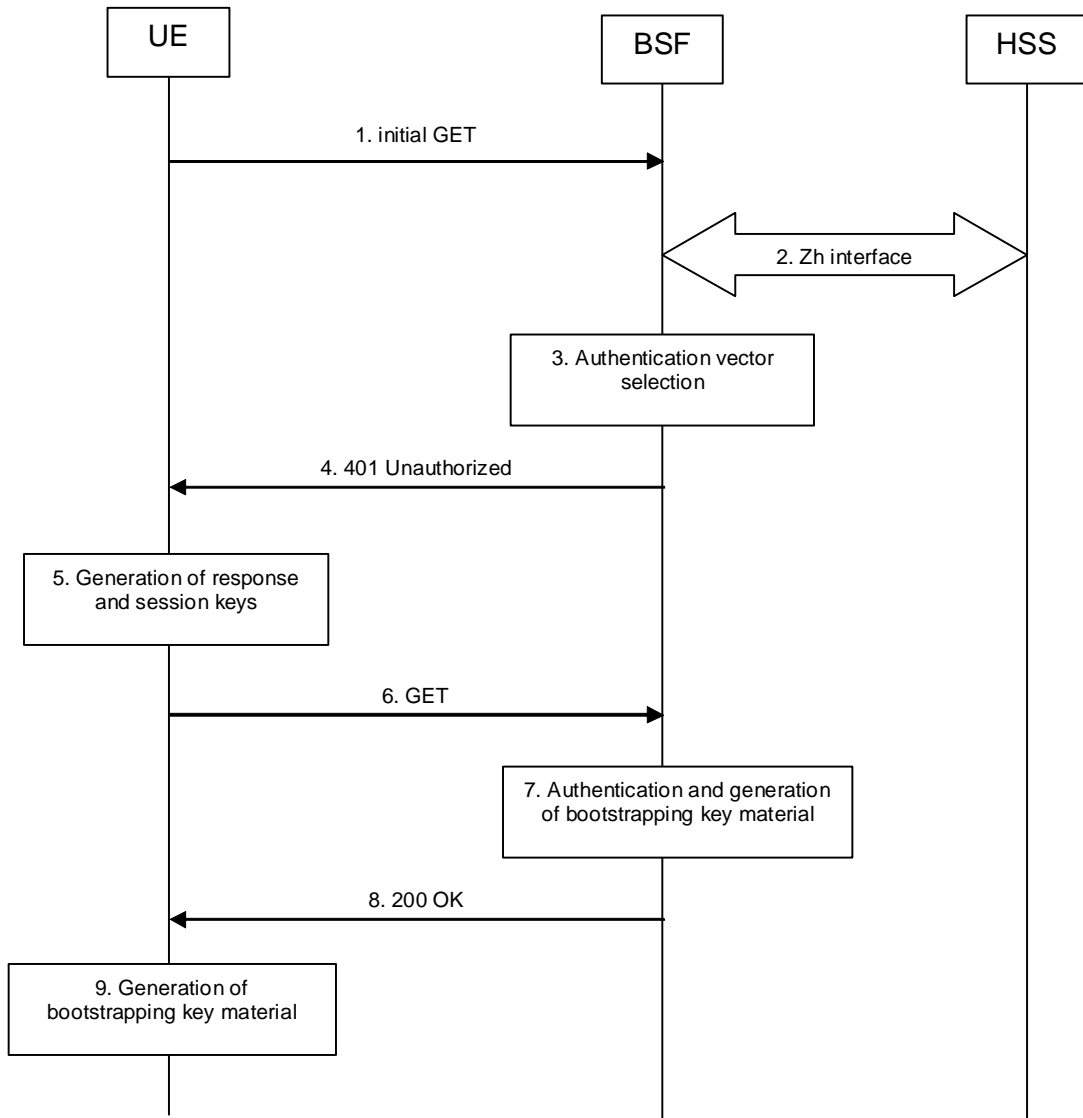 UE
BSF
HSS
1. initial GET
2. Zh interface
3. Authentication vector
selection
4. 401 Unauthorized
5. Generation of response
and session keys
6. GET
7. Authentication and generation
of bootstrapping key material
8. 200 OK
9. Generation of
bootstrapping key material